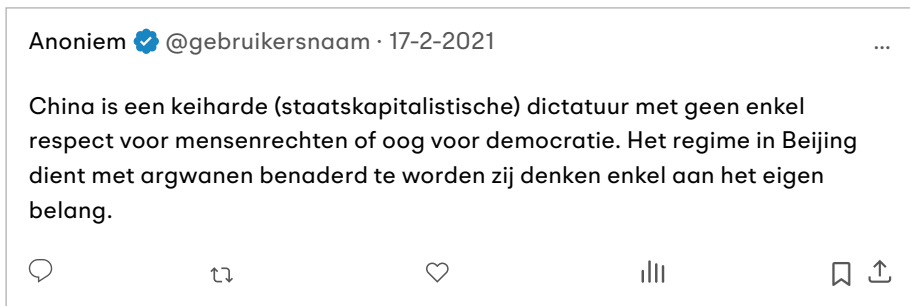 Anoniem @gebruikersnaam · 17-2-2021
...
China is een keiharde (staatskapitalistische) dictatuur met geen enkel
respect voor mensenrechten of oog voor democratie. Het regime in Beijing
dient met argwanen benaderd te worden zij denken enkel aan het eigen
belang.